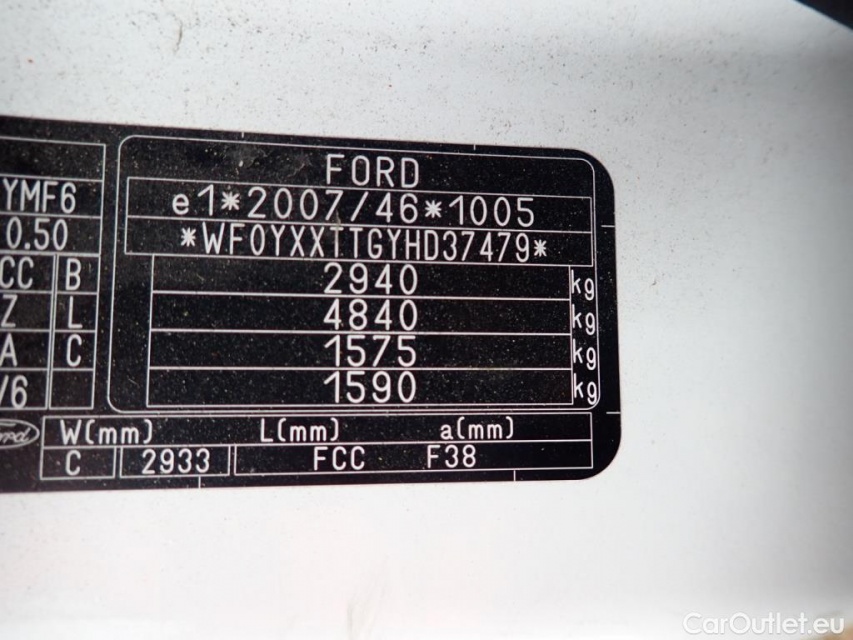 FORD
YMF6 e1*2007/46*1005
0.50 *WF0YXXTTGYHD37479*
CC B 2940 kg
Z L 4840 kg
A C 1575 kg
/6 1590 kg
W(mm) L(mm) a(mm)
C 2933 FCC F38
CarOutlet.eu